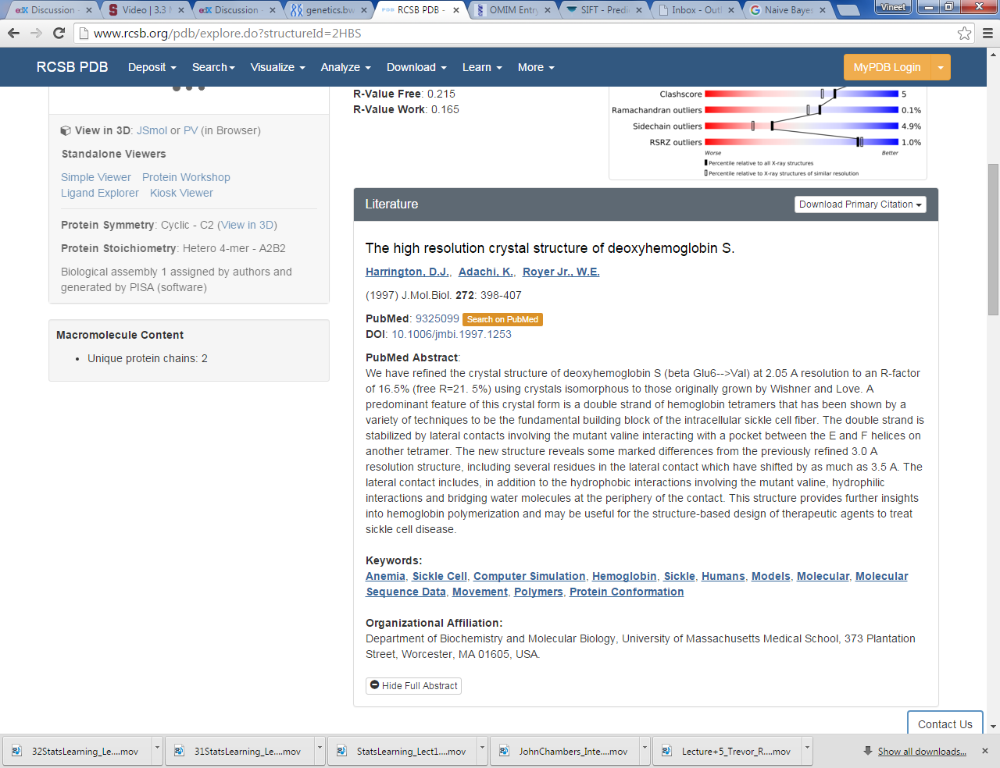 edX Discussion -
Video | 3.3 M
edX Discussion -
genetics.bw
RCSB PDB -
OMIM Entry
SIFT - Predi
Inbox - Outl
Naive Bayes
Vineet
www.rcsb.org/pdb/explore.do?structureId=2HBS
RCSB PDB Deposit Search Visualize Analyze Download Learn More MyPDB Login
View in 3D: JSmol or PV (in Browser)
Standalone Viewers
Simple Viewer Protein Workshop
Ligand Explorer Kiosk Viewer
Protein Symmetry: Cyclic - C2 (View in 3D)
Protein Stoichiometry: Hetero 4-mer - A2B2
Biological assembly 1 assigned by authors and
generated by PISA (software)
Macromolecule Content
• Unique protein chains: 2
R-Value Free: 0.215
R-Value Work: 0.165
Clashscore 5
Ramachandran outliers 0.1%
Sidechain outliers 4.9%
RSRZ outliers 1.0%
Worse Better
Percentile relative to all X-ray structures
Percentile relative to X-ray structures of similar resolution
Literature
Download Primary Citation
The high resolution crystal structure of deoxyhemoglobin S.
Harrington, D.J., Adachi, K., Royer Jr., W.E.
(1997) J.Mol.Biol. 272: 398-407
PubMed: 9325099 Search on PubMed
DOI: 10.1006/jmbi.1997.1253
PubMed Abstract:
We have refined the crystal structure of deoxyhemoglobin S (beta Glu6-->Val) at 2.05 A resolution to an R-factor
of 16.5% (free R=21. 5%) using crystals isomorphous to those originally grown by Wishner and Love. A
predominant feature of this crystal form is a double strand of hemoglobin tetramers that has been shown by a
variety of techniques to be the fundamental building block of the intracellular sickle cell fiber. The double strand is
stabilized by lateral contacts involving the mutant valine interacting with a pocket between the E and F helices on
another tetramer. The new structure reveals some marked differences from the previously refined 3.0 A
resolution structure, including several residues in the lateral contact which have shifted by as much as 3.5 A. The
lateral contact includes, in addition to the hydrophobic interactions involving the mutant valine, hydrophilic
interactions and bridging water molecules at the periphery of the contact. This structure provides further insights
into hemoglobin polymerization and may be useful for the structure-based design of therapeutic agents to treat
sickle cell disease.
Keywords:
Anemia, Sickle Cell, Computer Simulation, Hemoglobin, Sickle, Humans, Models, Molecular, Molecular
Sequence Data, Movement, Polymers, Protein Conformation
Organizational Affiliation:
Department of Biochemistry and Molecular Biology, University of Massachusetts Medical School, 373 Plantation
Street, Worcester, MA 01605, USA.
Hide Full Abstract
Contact Us
32StatsLearning_Le....mov
31StatsLearning_Le....mov
StatsLearning_Lect1....mov
JohnChambers_Inte....mov
Lecture+5_Trevor_R....mov
Show all downloads...